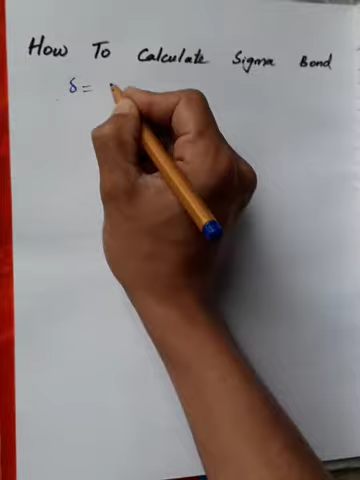 How To Calculate Sigma Bond
δ =